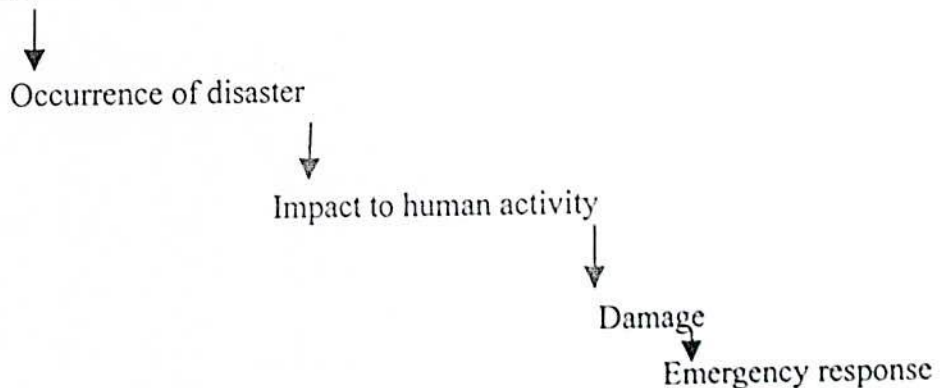 Occurrence of disaster
Impact to human activity
Damage
Emergency response